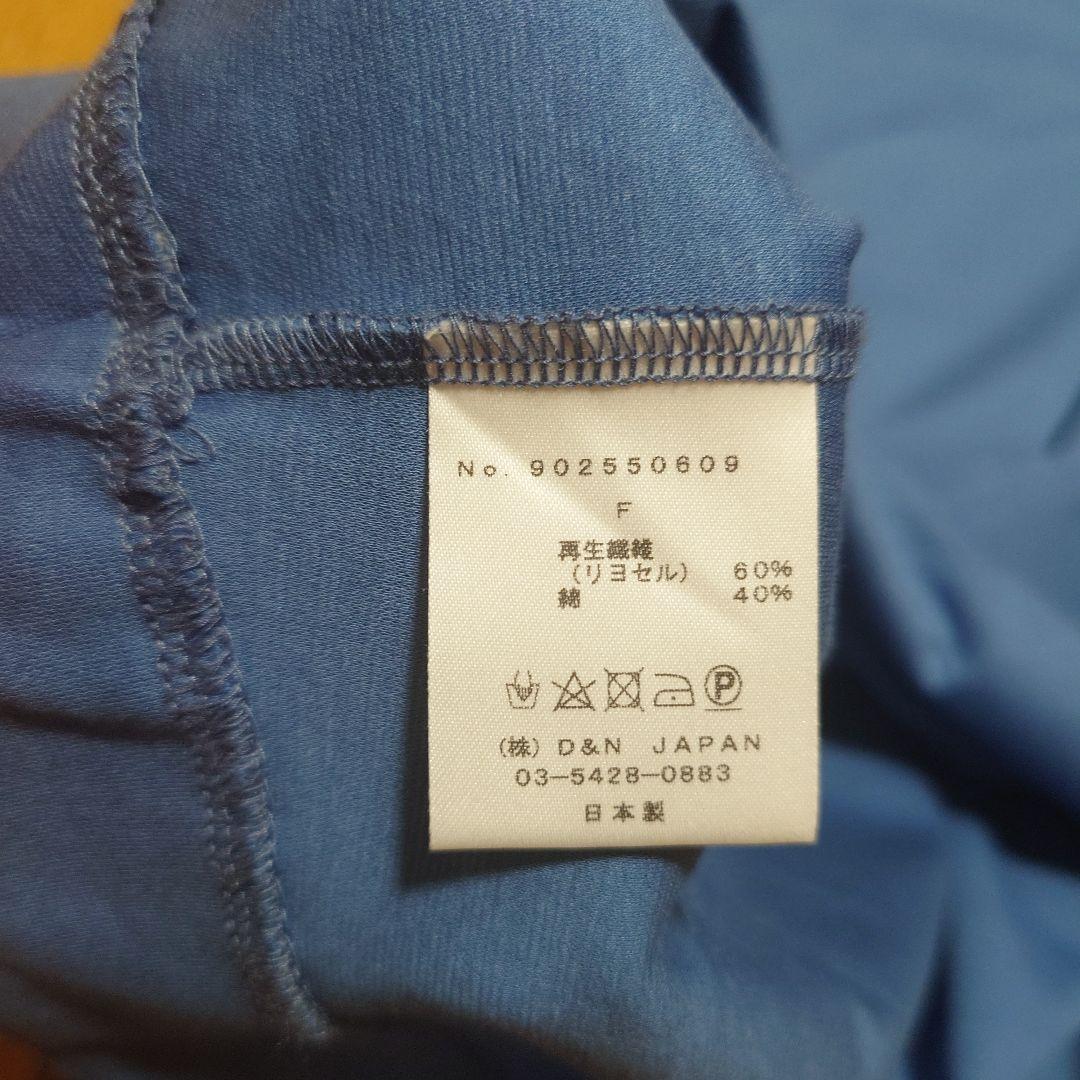 No. 902550609
F
再生繊維
(リヨセル) 60%
綿 40%
P
(株) D&N JAPAN
03-5428-0883
日本製